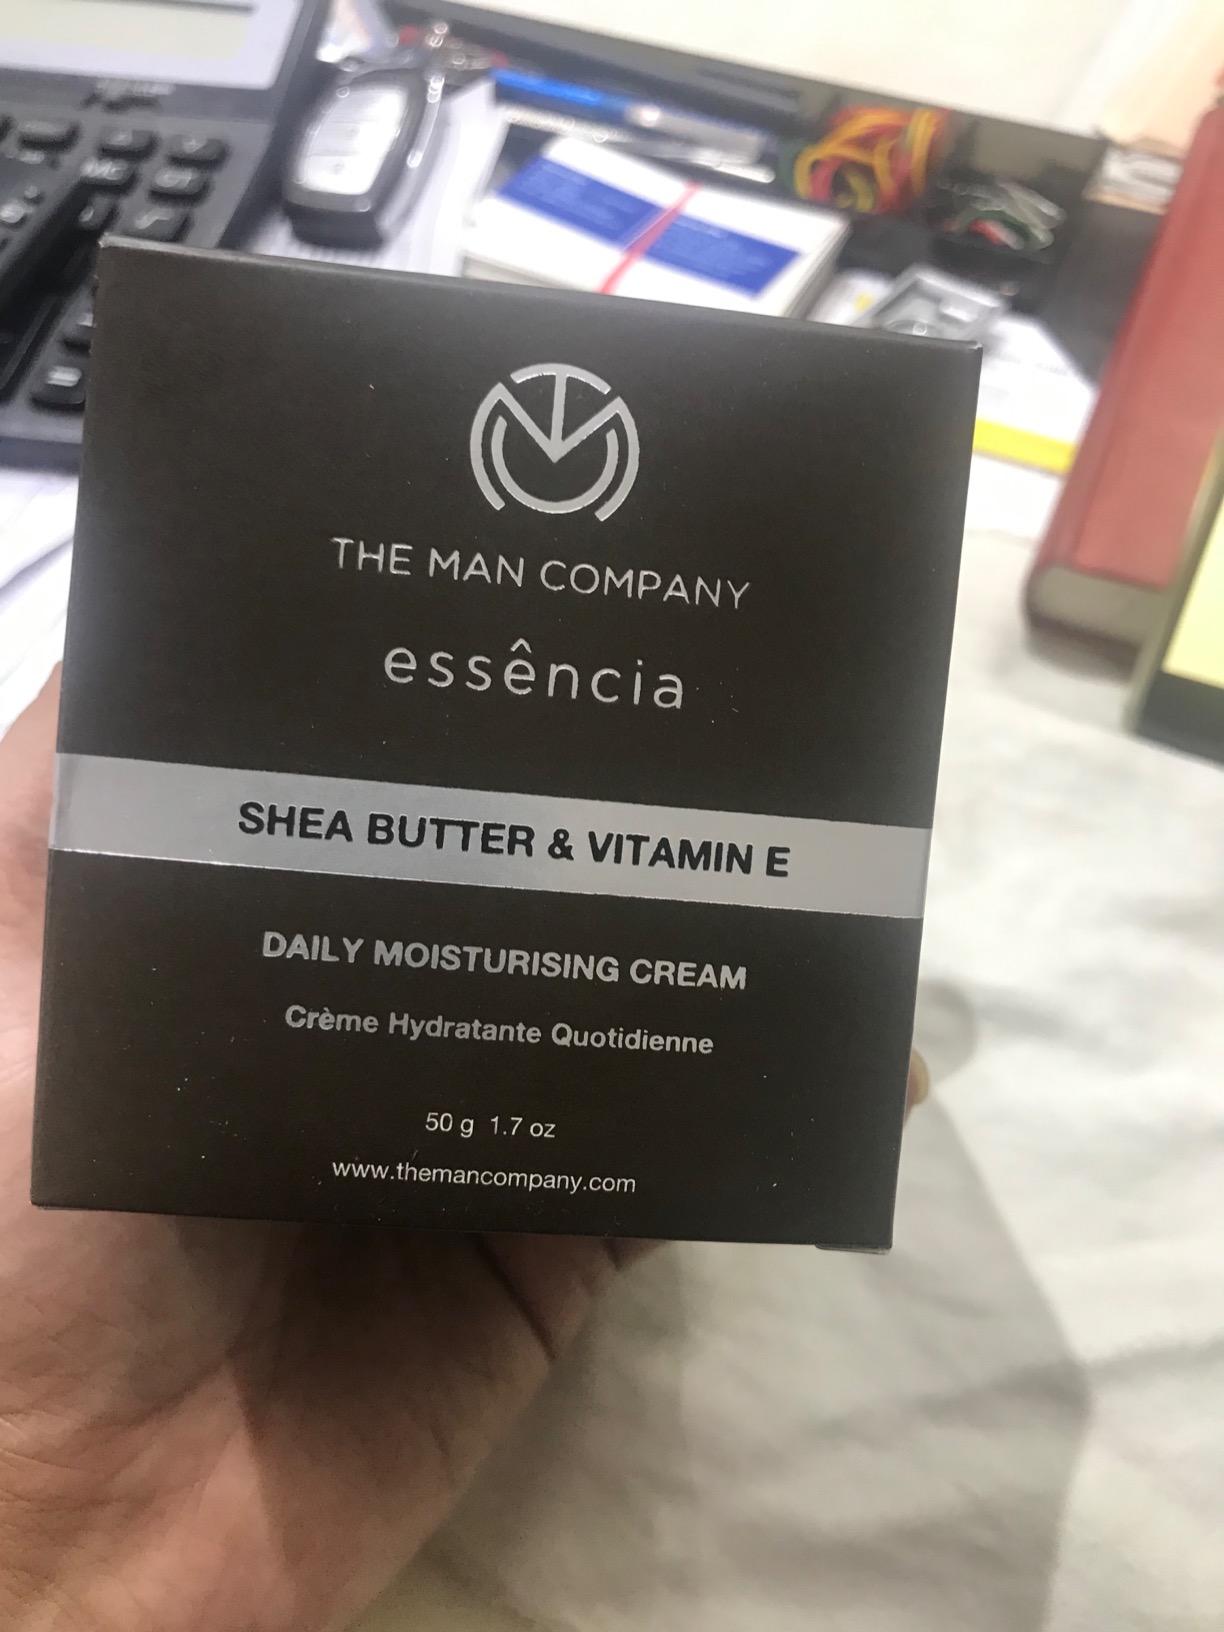 THE MAN COMPANY
essência
SHEA BUTTER & VITAMIN E
DAILY MOISTURISING CREAM
Crème Hydratante Quotidienne
50 g 1.7 oz
www.themancompany.com